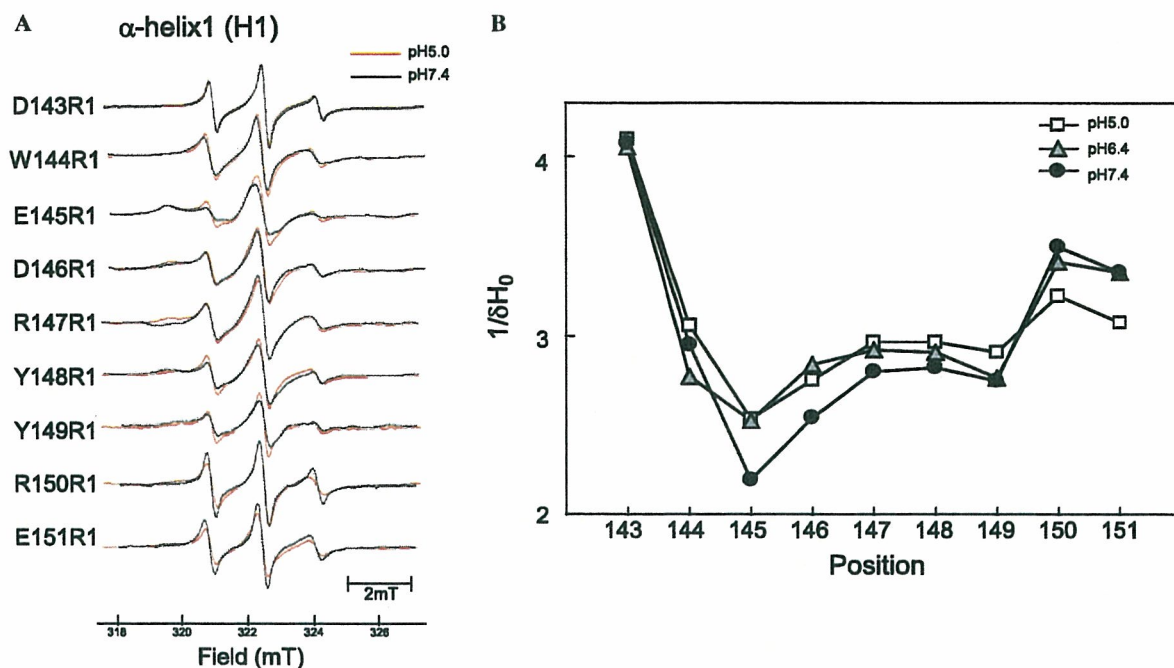 A
α-helix1 (H1)
pH5.0
pH7.4
D143R1
W144R1
E145R1
D146R1
R147R1
Y148R1
Y149R1
R150R1
E151R1
2mT
318 320 322 324 326
Field (mT)
B
pH5.0
pH6.4
pH7.4
4
3
2
1/δH0
143 144 145 146 147 148 149 150 151
Position